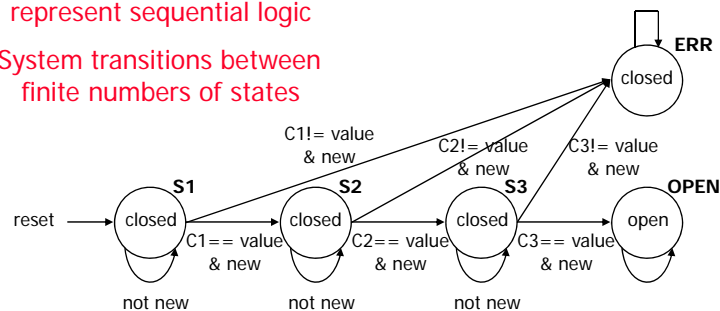 represent sequential logic
System transitions between
finite numbers of states
ERR
closed
C1!= value
& new
C2!= value
& new
C3!= value
& new
S1
S2
S3
OPEN
reset
closed
closed
closed
open
C1== value
& new
C2== value
& new
C3== value
& new
not new
not new
not new